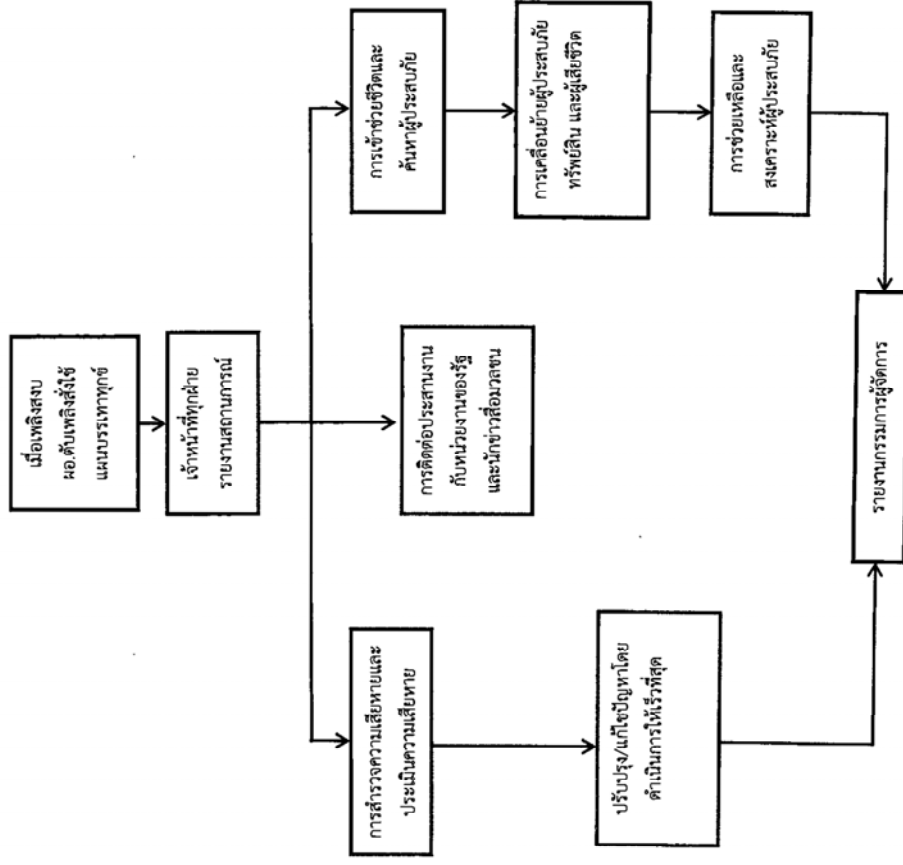 เมื่อเพลิงสงบ
ผอ.ดับเพลิงสั่งใช้
แผนบรรเทาทุกข์
เจ้าหน้าที่ทุกฝ่าย
รายงานสถานการณ์
การสำรวจความเสียหายและ
ประเมินความเสียหาย
การติดต่อประสานงาน
กับหน่วยงานของรัฐ
และนักข่าวสื่อมวลชน
การเข้าช่วยชีวิตและ
ค้นหาผู้ประสบภัย
การเคลื่อนย้ายผู้ประสบภัย
ทรัพย์สิน และผู้เสียชีวิต
ปรับปรุง/แก้ไขปัญหาโดย
ดำเนินการให้เร็วที่สุด
การช่วยเหลือและ
สงเคราะห์ผู้ประสบภัย
รายงานกรรมการผู้จัดการ